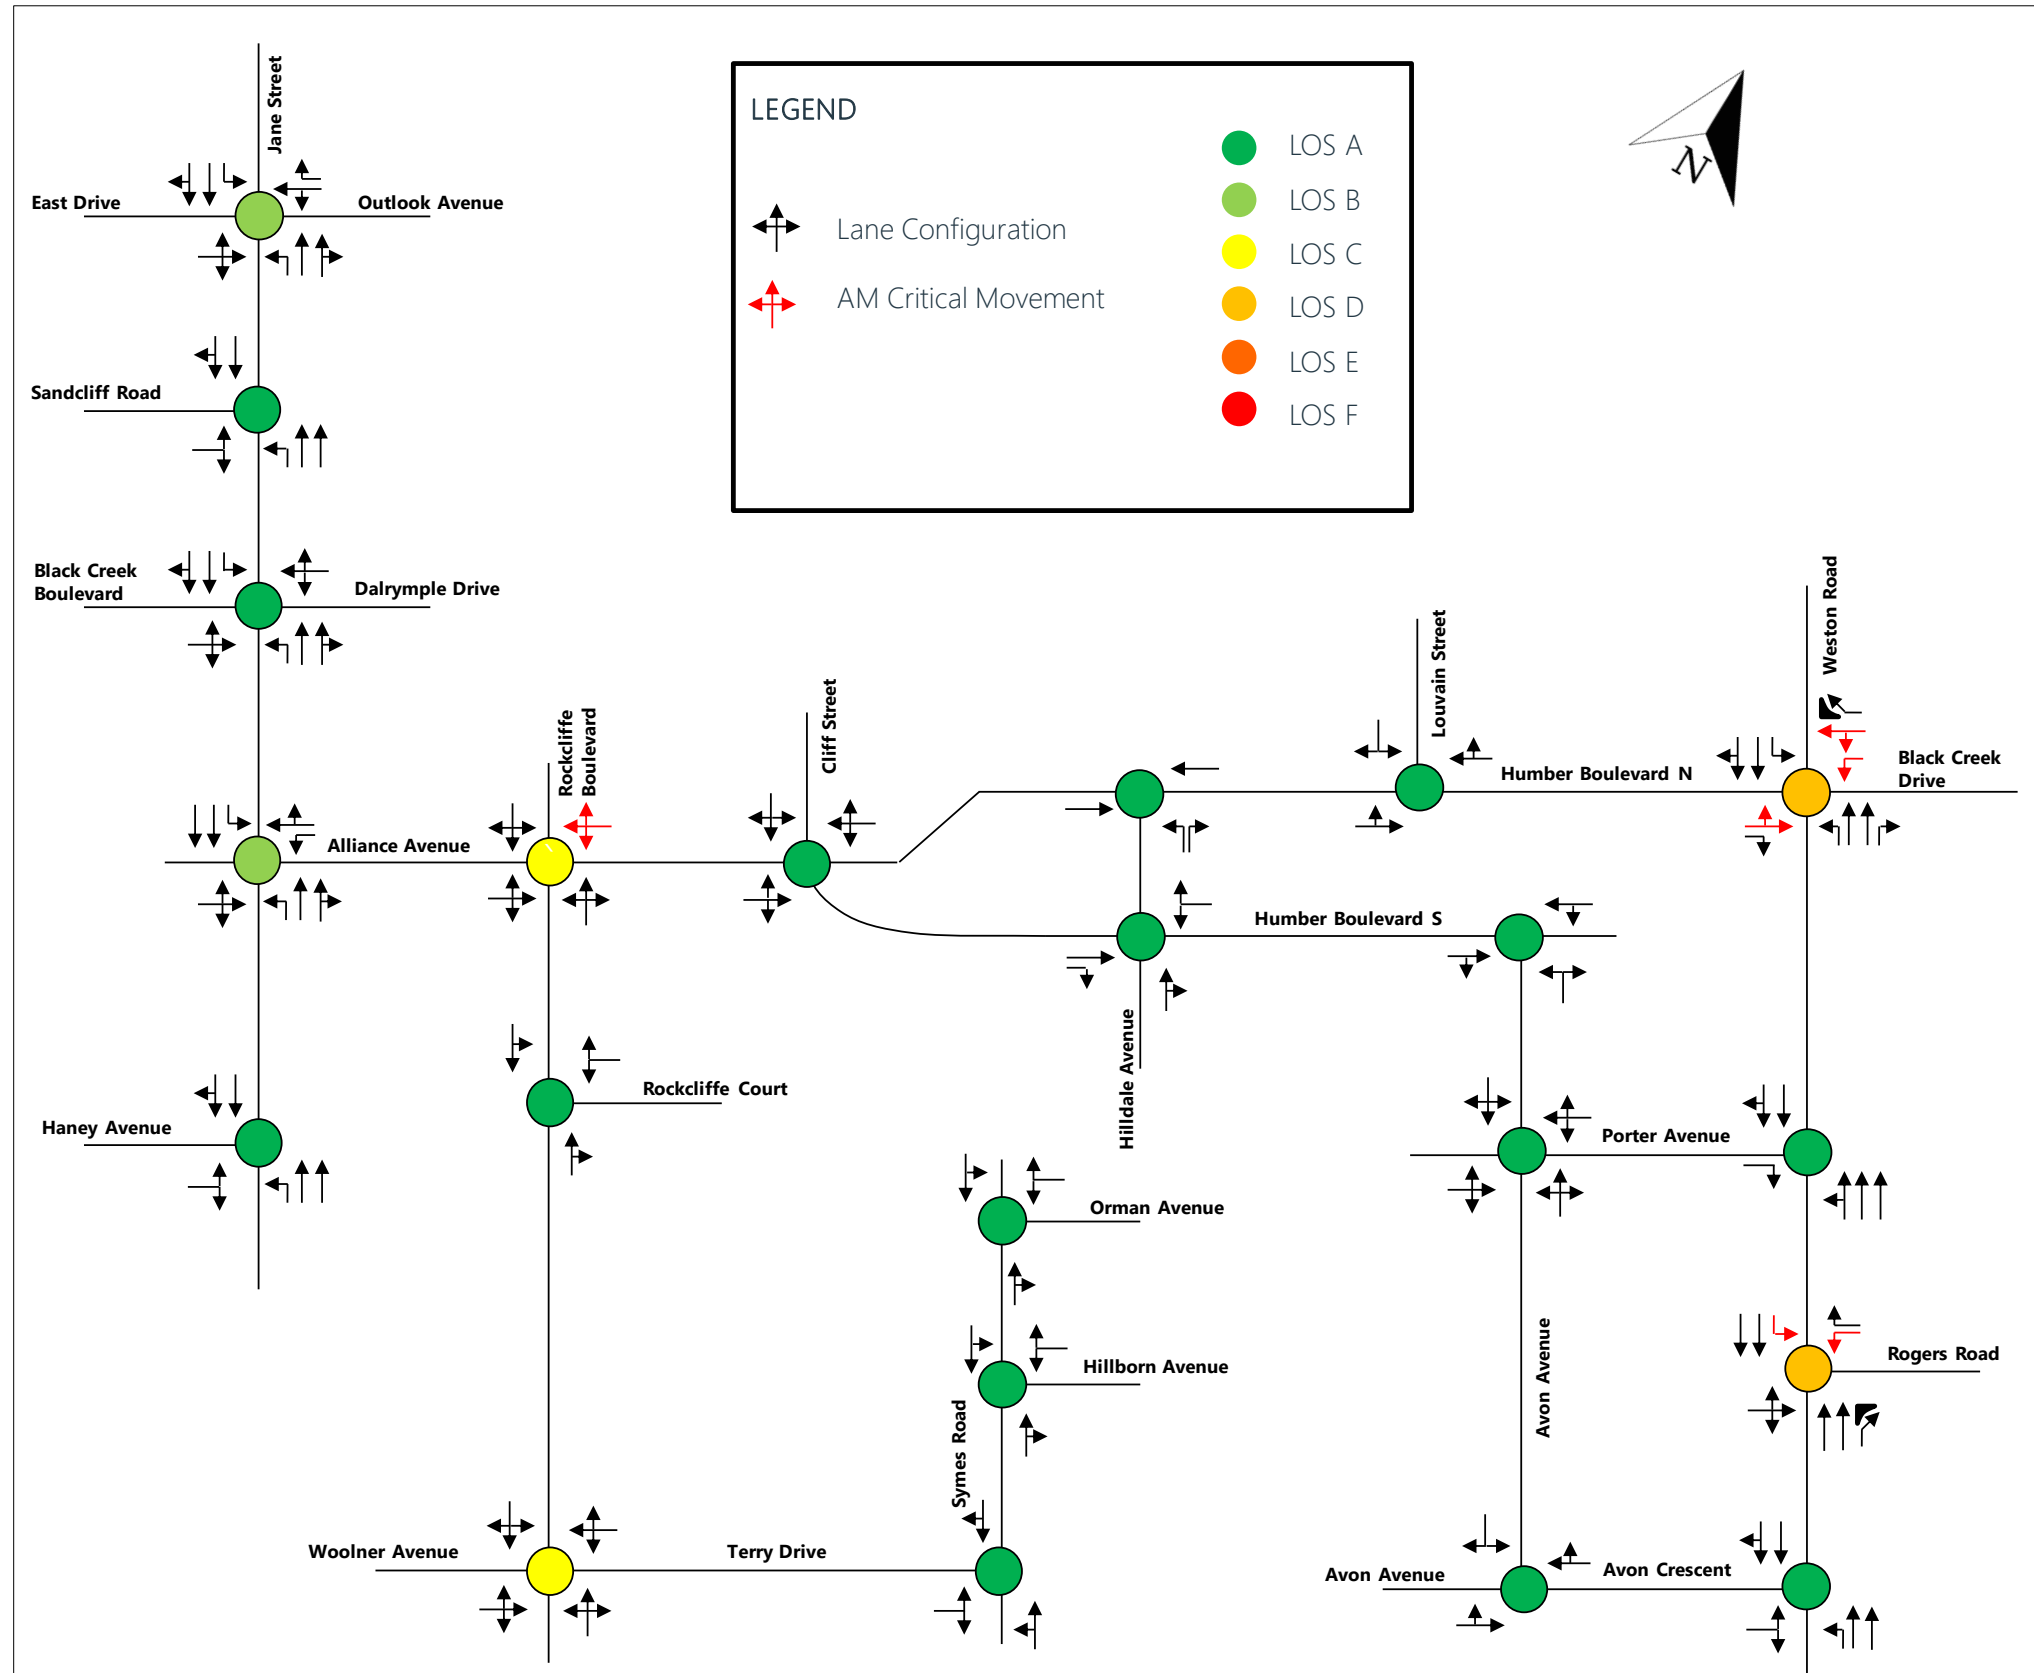 Jane Street
LEGEND
LOS A
LOS B
LOS C
LOS D
LOS E
LOS F
Lane Configuration
AM Critical Movement
N
East Drive
Outlook Avenue
Sandcliff Road
Black Creek
Boulevard
Dalrymple Drive
Rockcliffe
Boulevard
Cliff Street
Louvain Street
Weston Road
Humber Boulevard N
Black Creek
Drive
Alliance Avenue
Humber Boulevard S
Hilldale Avenue
Rockcliffe Court
Haney Avenue
Porter Avenue
Orman Avenue
Hillborn Avenue
Symes Road
Avon Avenue
Rogers Road
Woolner Avenue
Terry Drive
Avon Avenue
Avon Crescent